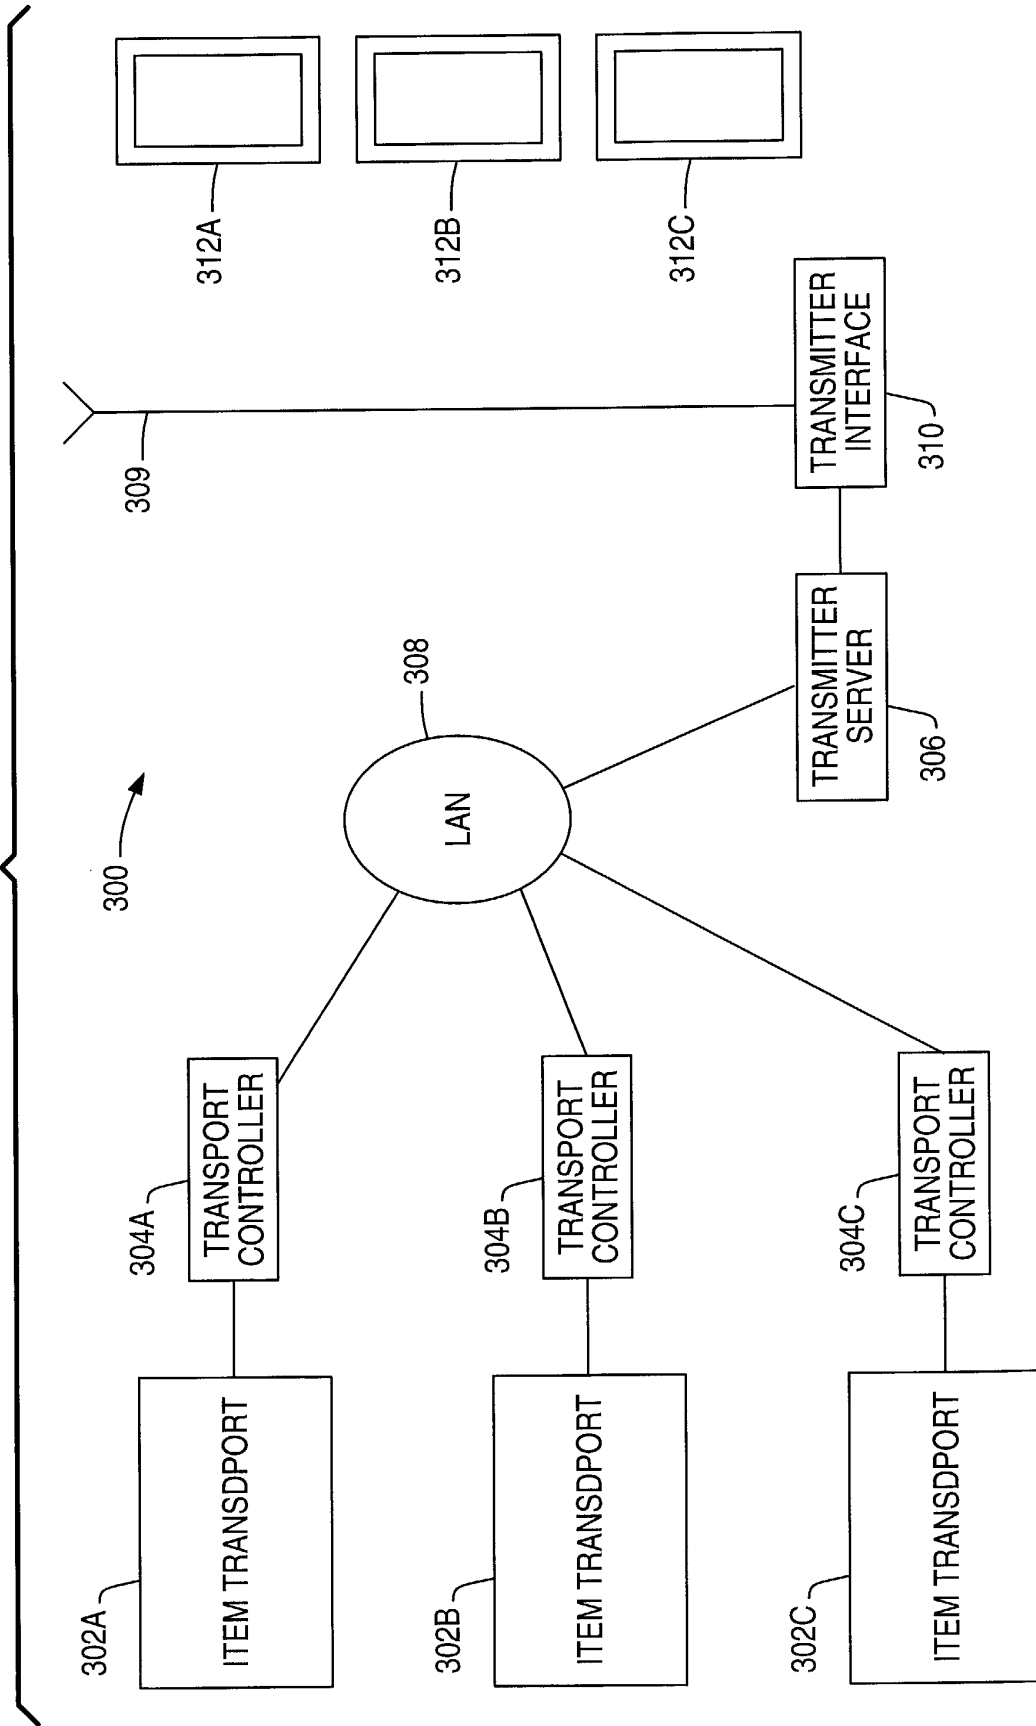 300
302A
ITEM TRANSDPORT
304A
TRANSPORT
CONTROLLER
302B
ITEM TRANSDPORT
304B
TRANSPORT
CONTROLLER
302C
ITEM TRANSDPORT
304C
TRANSPORT
CONTROLLER
LAN
308
TRANSMITTER
SERVER
306
309
TRANSMITTER
INTERFACE
310
312A
312B
312C